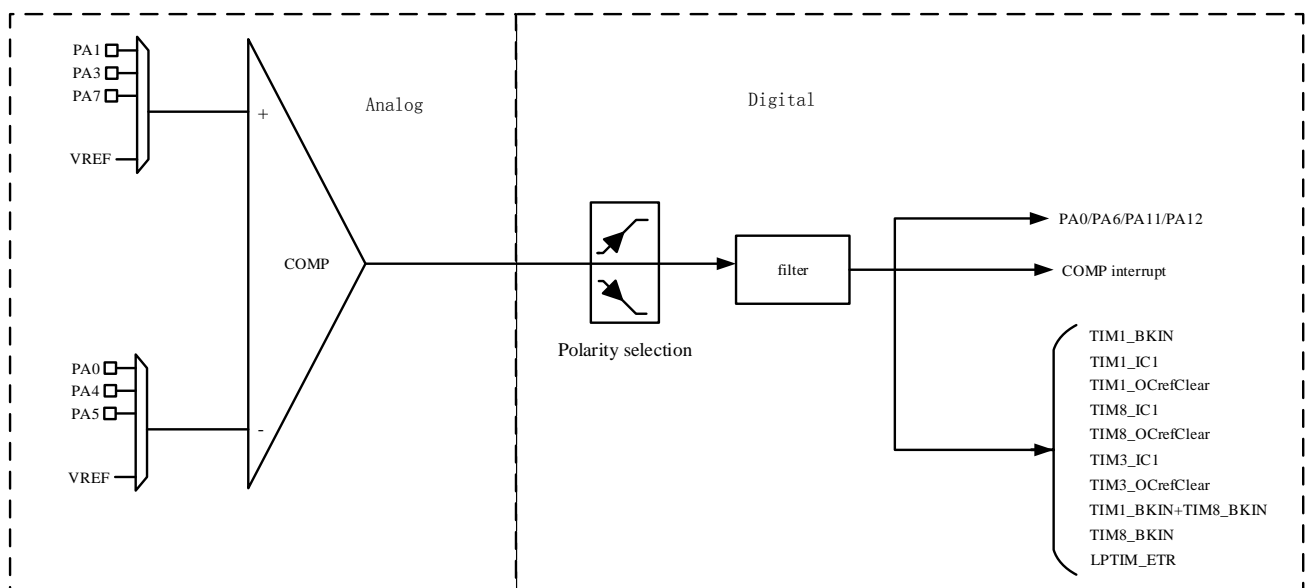 PA1
PA3
PA7
VREF
+
Analog
Digital
COMP
PA0
PA4
PA5
VREF
-
Polarity selection
filter
PA0/PA6/PA11/PA12
COMP interrupt
TIM1_BKIN
TIM1_IC1
TIM1_OCrefClear
TIM8_IC1
TIM8_OCrefClear
TIM3_IC1
TIM3_OCrefClear
TIM1_BKIN+TIM8_BKIN
TIM8_BKIN
LPTIM_ETR